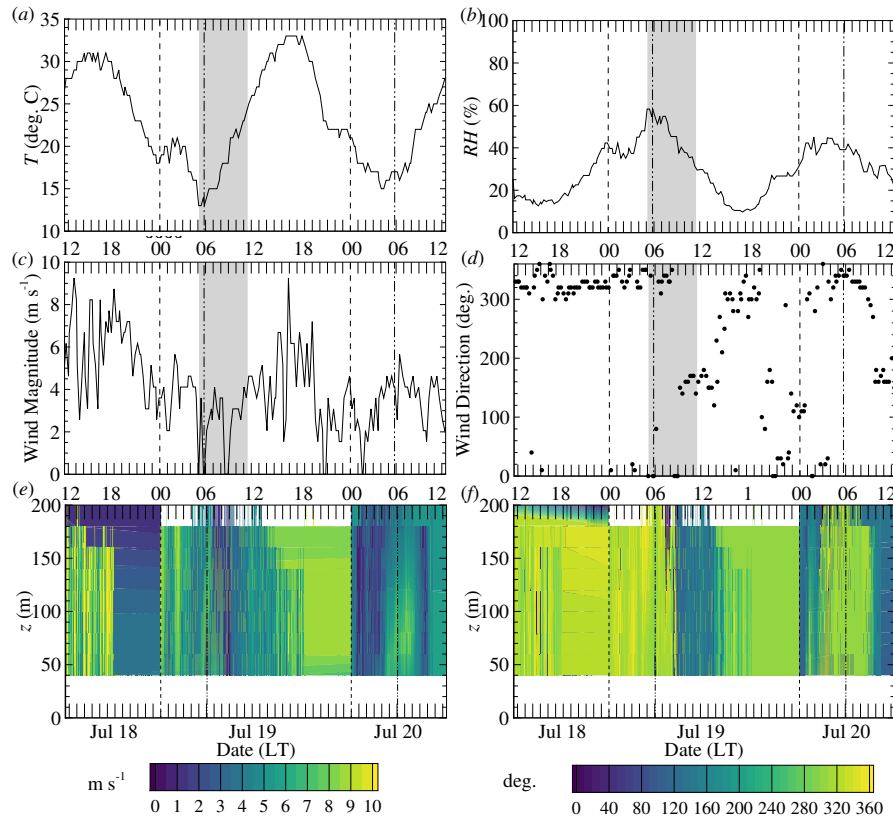 (a)
(b)
35
30
25
20
15
10
T (deg. C)
100
80
60
40
20
0
RH (%)
12 18 00 06 12 18 00 06 12
12 18 00 06 12 18 00 06 12
(c)
(d)
10
8
6
4
2
0
Wind Magnitude (m s-1)
300
200
100
0
Wind Direction (deg.)
12 18 00 06 12 18 00 06 12
12 18 00 06 12 1 00 06 12
(e)
(f)
200
150
100
50
0
z (m)
200
150
100
50
0
z (m)
Jul 18 Jul 19 Jul 20
Date (LT)
Jul 18 Jul 19 Jul 20
Date (LT)
m s-1
0 1 2 3 4 5 6 7 8 9 10
deg.
0 40 80 120 160 200 240 280 320 360